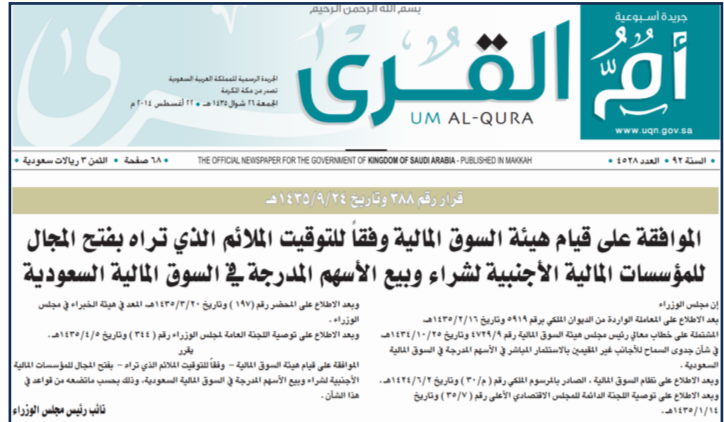 بسم الله الرحمن الرحيم
جريدة أسبوعية
أم القرى
UM AL-QURA
www.uqn.gov.sa
الجريدة الرسمية للمملكة العربية السعودية
تصدر من مكة المكرمة
الجمعة ٢٦ شوال ١٤٣٥ هـ • ٢٢ أغسطس ٢٠١٤ م
• السنة ٩٢ • العدد ٤٥٢٨ •
THE OFFICIAL NEWSPAPER FOR THE GOVERNMENT OF KINGDOM OF SAUDI ARABIA - PUBLISHED IN MAKKAH
• ٦٨ صفحة • الثمن ٣ ريالات سعودية •
قرار رقم ٣٨٨ وتاريخ ١٤٣٥/٩/٢٤هـ
الموافقة على قيام هيئة السوق المالية وفقاً للتوقيت الملائم الذي تراه بفتح المجال
للمؤسسات المالية الأجنبية لشراء وبيع الأسهم المدرجة في السوق المالية السعودية
إن مجلس الوزراء
بعد الاطلاع على المعاملة الواردة من الديوان الملكي برقم ٥٩١٩ وتاريخ ١٤٣٥/٢/١٦هـ
المشتملة على خطاب معالي رئيس مجلس هيئة السوق المالية رقم ٤٧٢٩/٩ وتاريخ ١٤٣٤/١٠/٢٥هـ
في شأن جدوى السماح للأجانب غير المقيمين بالاستثمار المباشر في الأسهم المدرجة في السوق المالية
السعودية .
وبعد الاطلاع على نظام السوق المالية ، الصادر بالمرسوم الملكي رقم (م/٣٠) وتاريخ ١٤٢٤/٦/٢هـ.
وبعد الاطلاع على توصية اللجنة الدائمة للمجلس الاقتصادي الأعلى رقم (٣٥/٧) وتاريخ
١٤٣٥/١/١٤هـ.
وبعد الاطلاع على المحضر رقم (١٩٧) وتاريخ ١٤٣٥/٣/٢٠هـ، المعد في هيئة الخبراء في مجلس
الوزراء .
وبعد الاطلاع على توصية اللجنة العامة لمجلس الوزراء رقم (٣٤٤) وتاريخ ١٤٣٥/٤/٥هـ.
يقرر
الموافقة على قيام هيئة السوق المالية – وفقاً للتوقيت الملائم الذي تراه – بفتح المجال للمؤسسات المالية
الأجنبية لشراء وبيع الأسهم المدرجة في السوق المالية السعودية، وذلك بحسب ماتضعه من قواعد في
هذا الشأن .
نائب رئيس مجلس الوزراء